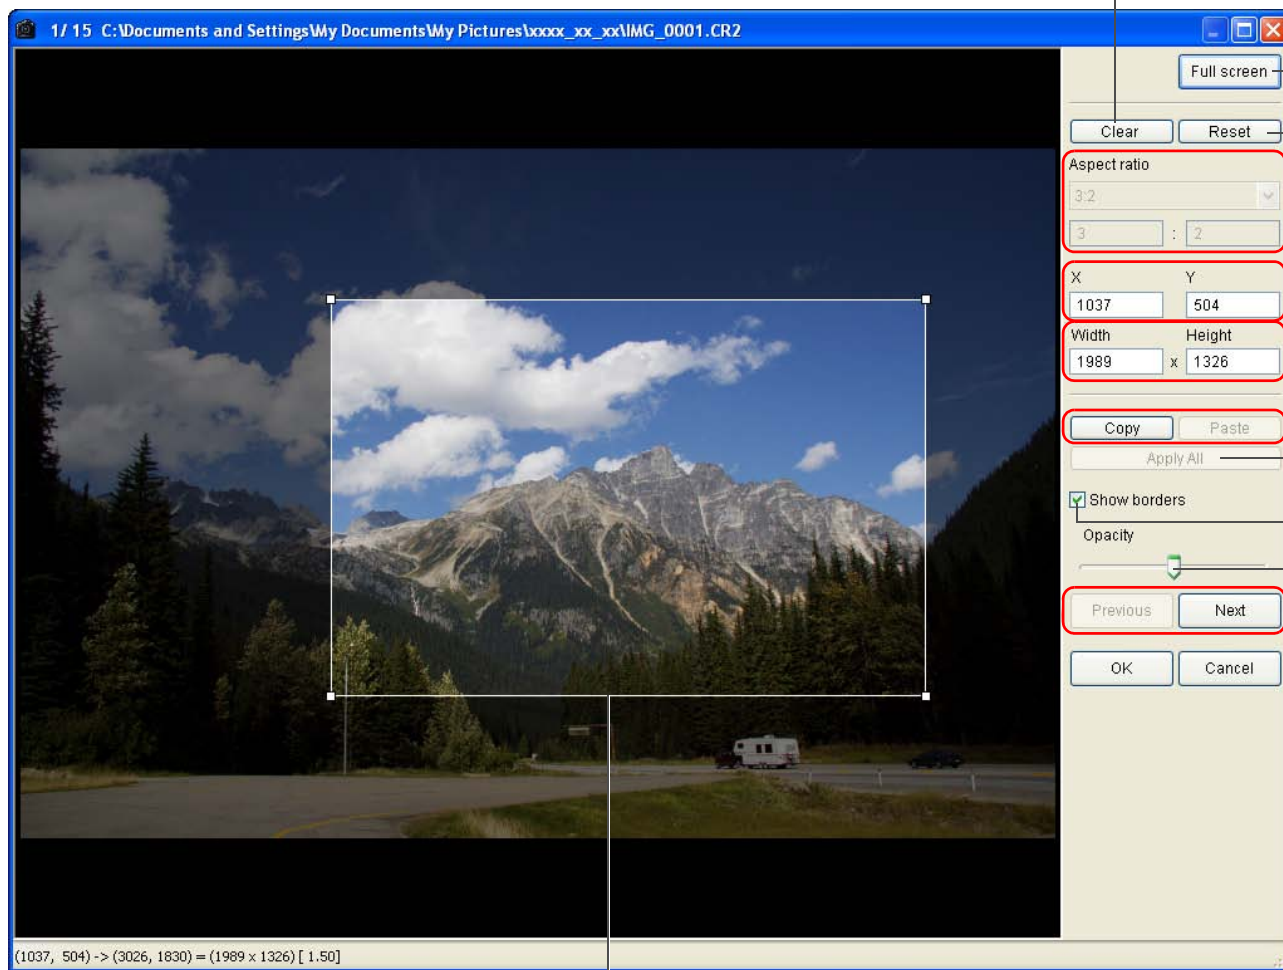 1/ 15 C:\Documents and Settings\My Documents\My Pictures\xxxx_xx_xx\IMG_0001.CR2
Full screen
Clear Reset
Aspect ratio
3:2
3 : 2
X Y
1037 504
Width Height
1989 x 1326
Copy Paste
Apply All
Show borders
Opacity
Previous Next
OK Cancel
(1037, 504) -> (3026, 1830) = (1989 x 1326) [ 1.50]